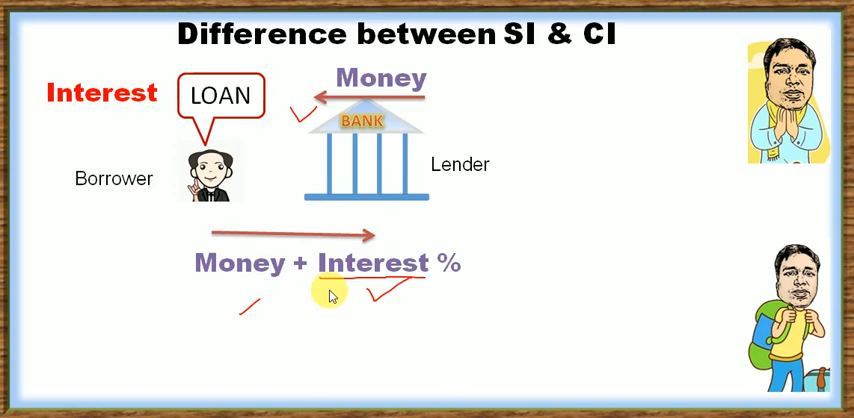 Difference between SI & CI
Money
Interest
LOAN
BANK
Borrower
Lender
Money + Interest %